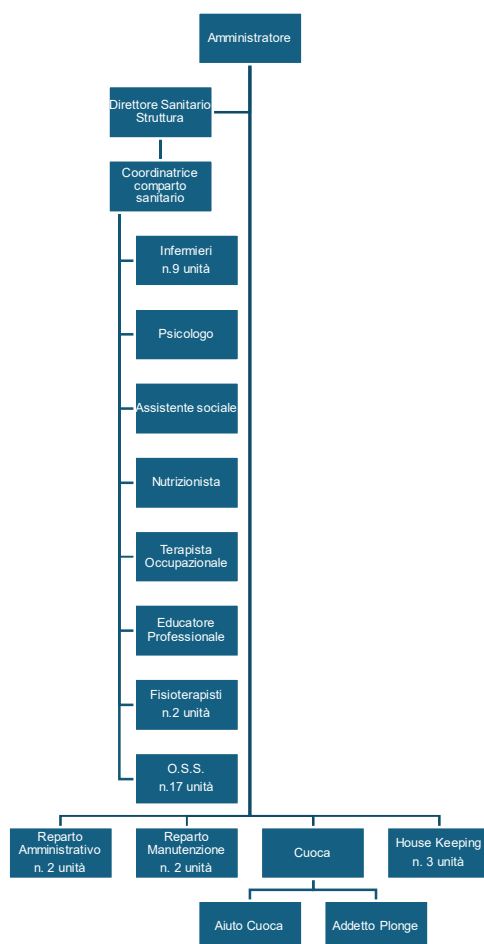 Amministratore
Direttore Sanitario
Struttura
Coordinatrice
comparto
sanitario
Infermieri
n.9 unità
Psicologo
Assistente sociale
Nutrizionista
Terapista
Occupazionale
Educatore
Professionale
Fisioterapisti
n.2 unità
O.S.S.
n.17 unità
Reparto
Amministrativo
n. 2 unità
Reparto
Manutenzione
n. 2 unità
Cuoca
House Keeping
n. 3 unità
Aiuto Cuoca
Addetto Plonge